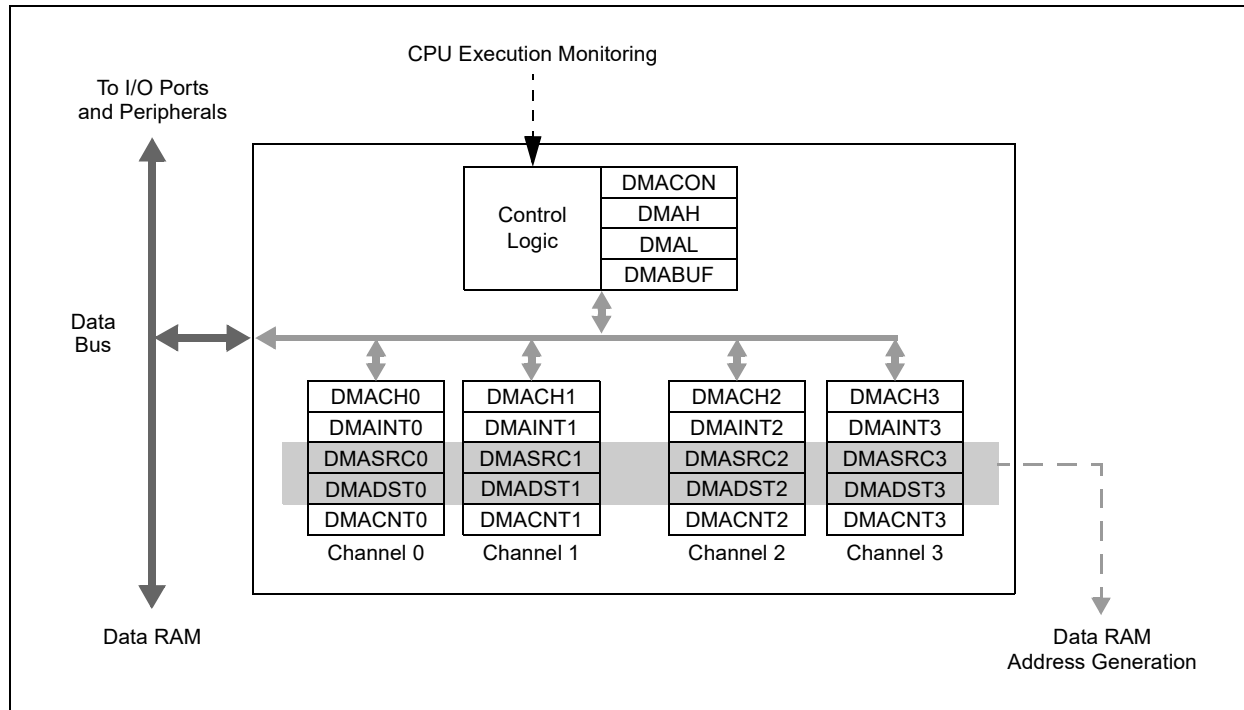 CPU Execution Monitoring
To I/O Ports
and Peripherals
Control
Logic
DMACON
DMAH
DMAL
DMABUF
Data
Bus
DMACH0
DMAINT0
DMASRC0
DMADST0
DMACNT0
Channel 0
DMACH1
DMAINT1
DMASRC1
DMADST1
DMACNT1
Channel 1
DMACH2
DMAINT2
DMASRC2
DMADST2
DMACNT2
Channel 2
DMACH3
DMAINT3
DMASRC3
DMADST3
DMACNT3
Channel 3
Data RAM
Data RAM
Address Generation